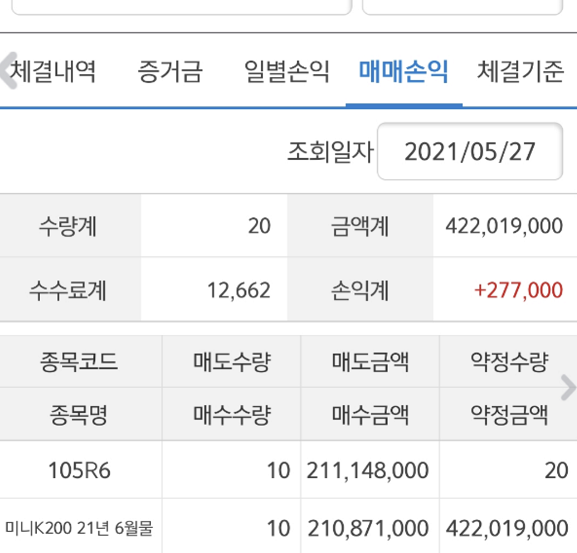 체결내역 증거금 일별손익 매매손익 체결기준
조회일자 2021/05/27
수량계 20 금액계 422,019,000
수수료계 12,662 손익계 +277,000
종목코드 매도수량 매도금액 약정수량
종목명 매수수량 매수금액 약정금액
105R6 10 211,148,000 20
미니K200 21년 6월물 10 210,871,000 422,019,000